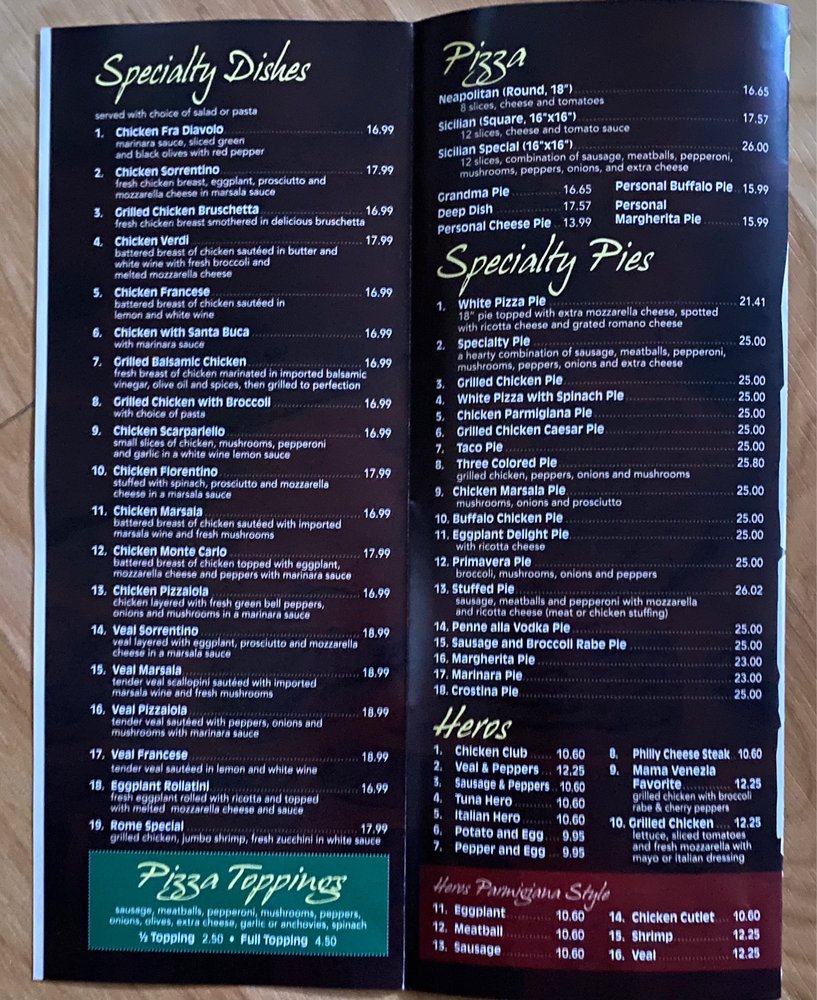 Specialty Dishes
served with choice of salad or pasta
1. Chicken Fra Diavolo 16.99
marinara sauce, sliced green
and black olives with red pepper
2. Chicken Sorrentino 17.99
fresh chicken breast, eggplant, prosciutto and
mozzarella cheese in marsala sauce
3. Grilled Chicken Bruschetta 16.99
fresh chicken breast smothered in delicious bruschetta
4. Chicken Verdi 17.99
battered breast of chicken sautéed in butter and
white wine with fresh broccoli and
melted mozzarella cheese
5. Chicken Francese 16.99
battered breast of chicken sautéed in
lemon and white wine
6. Chicken with Santa Buca 16.99
with marinara sauce
7. Grilled Balsamic Chicken 16.99
fresh breast of chicken marinated in imported balsamic
vinegar, olive oil and spices, then grilled to perfection
8. Grilled Chicken with Broccoli 16.99
with choice of pasta
9. Chicken Scarpariello 16.99
small slices of chicken, mushrooms, pepperoni
and garlic in a white wine lemon sauce
10. Chicken Florentino 17.99
stuffed with spinach, prosciutto and mozzarella
cheese in a marsala sauce
11. Chicken Marsala 16.99
battered breast of chicken sautéed with imported
marsala wine and fresh mushrooms
12. Chicken Monte Carlo 17.99
battered breast of chicken topped with eggplant,
mozzarella cheese and peppers with marinara sauce
13. Chicken Pizzaiola 16.99
chicken layered with fresh green bell peppers,
onions and mushrooms in a marinara sauce
14. Veal Sorrentino 18.99
veal layered with eggplant, prosciutto and mozzarella
cheese in a marsala sauce
15. Veal Marsala 18.99
tender veal scallopini sautéed with imported
marsala wine and fresh mushrooms
16. Veal Pizzaiola 18.99
tender veal sautéed with peppers, onions and
mushrooms with marinara sauce
17. Veal Francese 18.99
tender veal sautéed in lemon and white wine
18. Eggplant Rollatini 16.99
fresh eggplant rolled with ricotta and topped
with melted mozzarella cheese and sauce
19. Rome Special 17.99
grilled chicken, jumbo shrimp, fresh zucchini in white sauce
Pizza Toppings
sausage, meatballs, pepperoni, mushrooms, peppers,
onions, olives, extra cheese, garlic or anchovies, spinach
½ Topping 2.50 • Full Topping 4.50
Pizza
Neapolitan (Round, 18") 16.65
8 slices, cheese and tomatoes
Sicilian (Square, 16"x16") 17.57
12 slices, cheese and tomato sauce
Sicilian Special (16"x16") 26.00
12 slices, combination of sausage, meatballs, pepperoni,
mushrooms, peppers, onions, and extra cheese
Grandma Pie 16.65
Deep Dish 17.57
Personal Cheese Pie 13.99
Personal Buffalo Pie 15.99
Personal
Margherita Pie 15.99
Specialty Pies
1. White Pizza Pie 21.41
18" pie topped with extra mozzarella cheese, spotted
with ricotta cheese and grated romano cheese
2. Specialty Pie 25.00
a hearty combination of sausage, meatballs, pepperoni,
mushrooms, peppers, onions and extra cheese
3. Grilled Chicken Pie 25.00
4. White Pizza with Spinach Pie 25.00
5. Chicken Parmigiana Pie 25.00
6. Grilled Chicken Caesar Pie 25.00
7. Taco Pie 25.00
8. Three Colored Pie 25.80
grilled chicken, peppers, onions and mushrooms
9. Chicken Marsala Pie 25.00
mushrooms, onions and prosciutto
10. Buffalo Chicken Pie 25.00
11. Eggplant Delight Pie 25.00
with ricotta cheese
12. Primavera Pie 25.00
broccoli, mushrooms, onions and peppers
13. Stuffed Pie 26.02
sausage, meatballs and pepperoni with mozzarella
and ricotta cheese (meat or chicken stuffing)
14. Penne alla Vodka Pie 25.00
15. Sausage and Broccoli Rabe Pie 25.00
16. Margherita Pie 23.00
17. Marinara Pie 23.00
18. Crostina Pie 25.00
Heros
1. Chicken Club 10.60
2. Veal & Peppers 12.25
3. Sausage & Peppers 10.60
4. Tuna Hero 10.60
5. Italian Hero 10.60
6. Potato and Egg 9.95
7. Pepper and Egg 9.95
8. Philly Cheese Steak 10.60
9. Mama Venezia
Favorite 12.25
grilled chicken with broccoli
rabe & cherry peppers
10. Grilled Chicken 12.25
lettuce, sliced tomatoes
and fresh mozzarella with
mayo or italian dressing
Heros Parmigiana Style
11. Eggplant 10.60
12. Meatball 10.60
13. Sausage 10.60
14. Chicken Cutlet 10.60
15. Shrimp 12.25
16. Veal 12.25